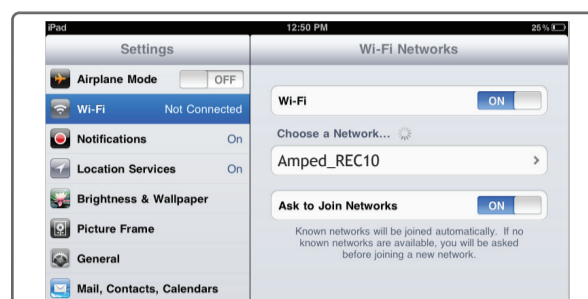 iPad 12:50 PM 25%
Settings
Airplane Mode OFF
Wi-Fi Not Connected
Notifications On
Location Services On
Brightness & Wallpaper
Picture Frame
General
Mail, Contacts, Calendars
Wi-Fi Networks
Wi-Fi ON
Choose a Network...
Amped_REC10
Ask to Join Networks ON
Known networks will be joined automatically. If no
known networks are available, you will be asked
before joining a new network.